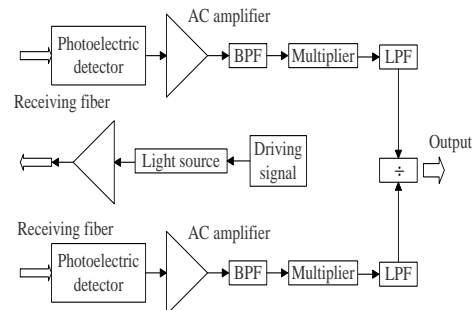 AC amplifier
Photoelectric
detector
BPF
Multiplier
LPF
Receiving fiber
Light source
Driving
signal
÷
Output
Receiving fiber
AC amplifier
Photoelectric
detector
BPF
Multiplier
LPF